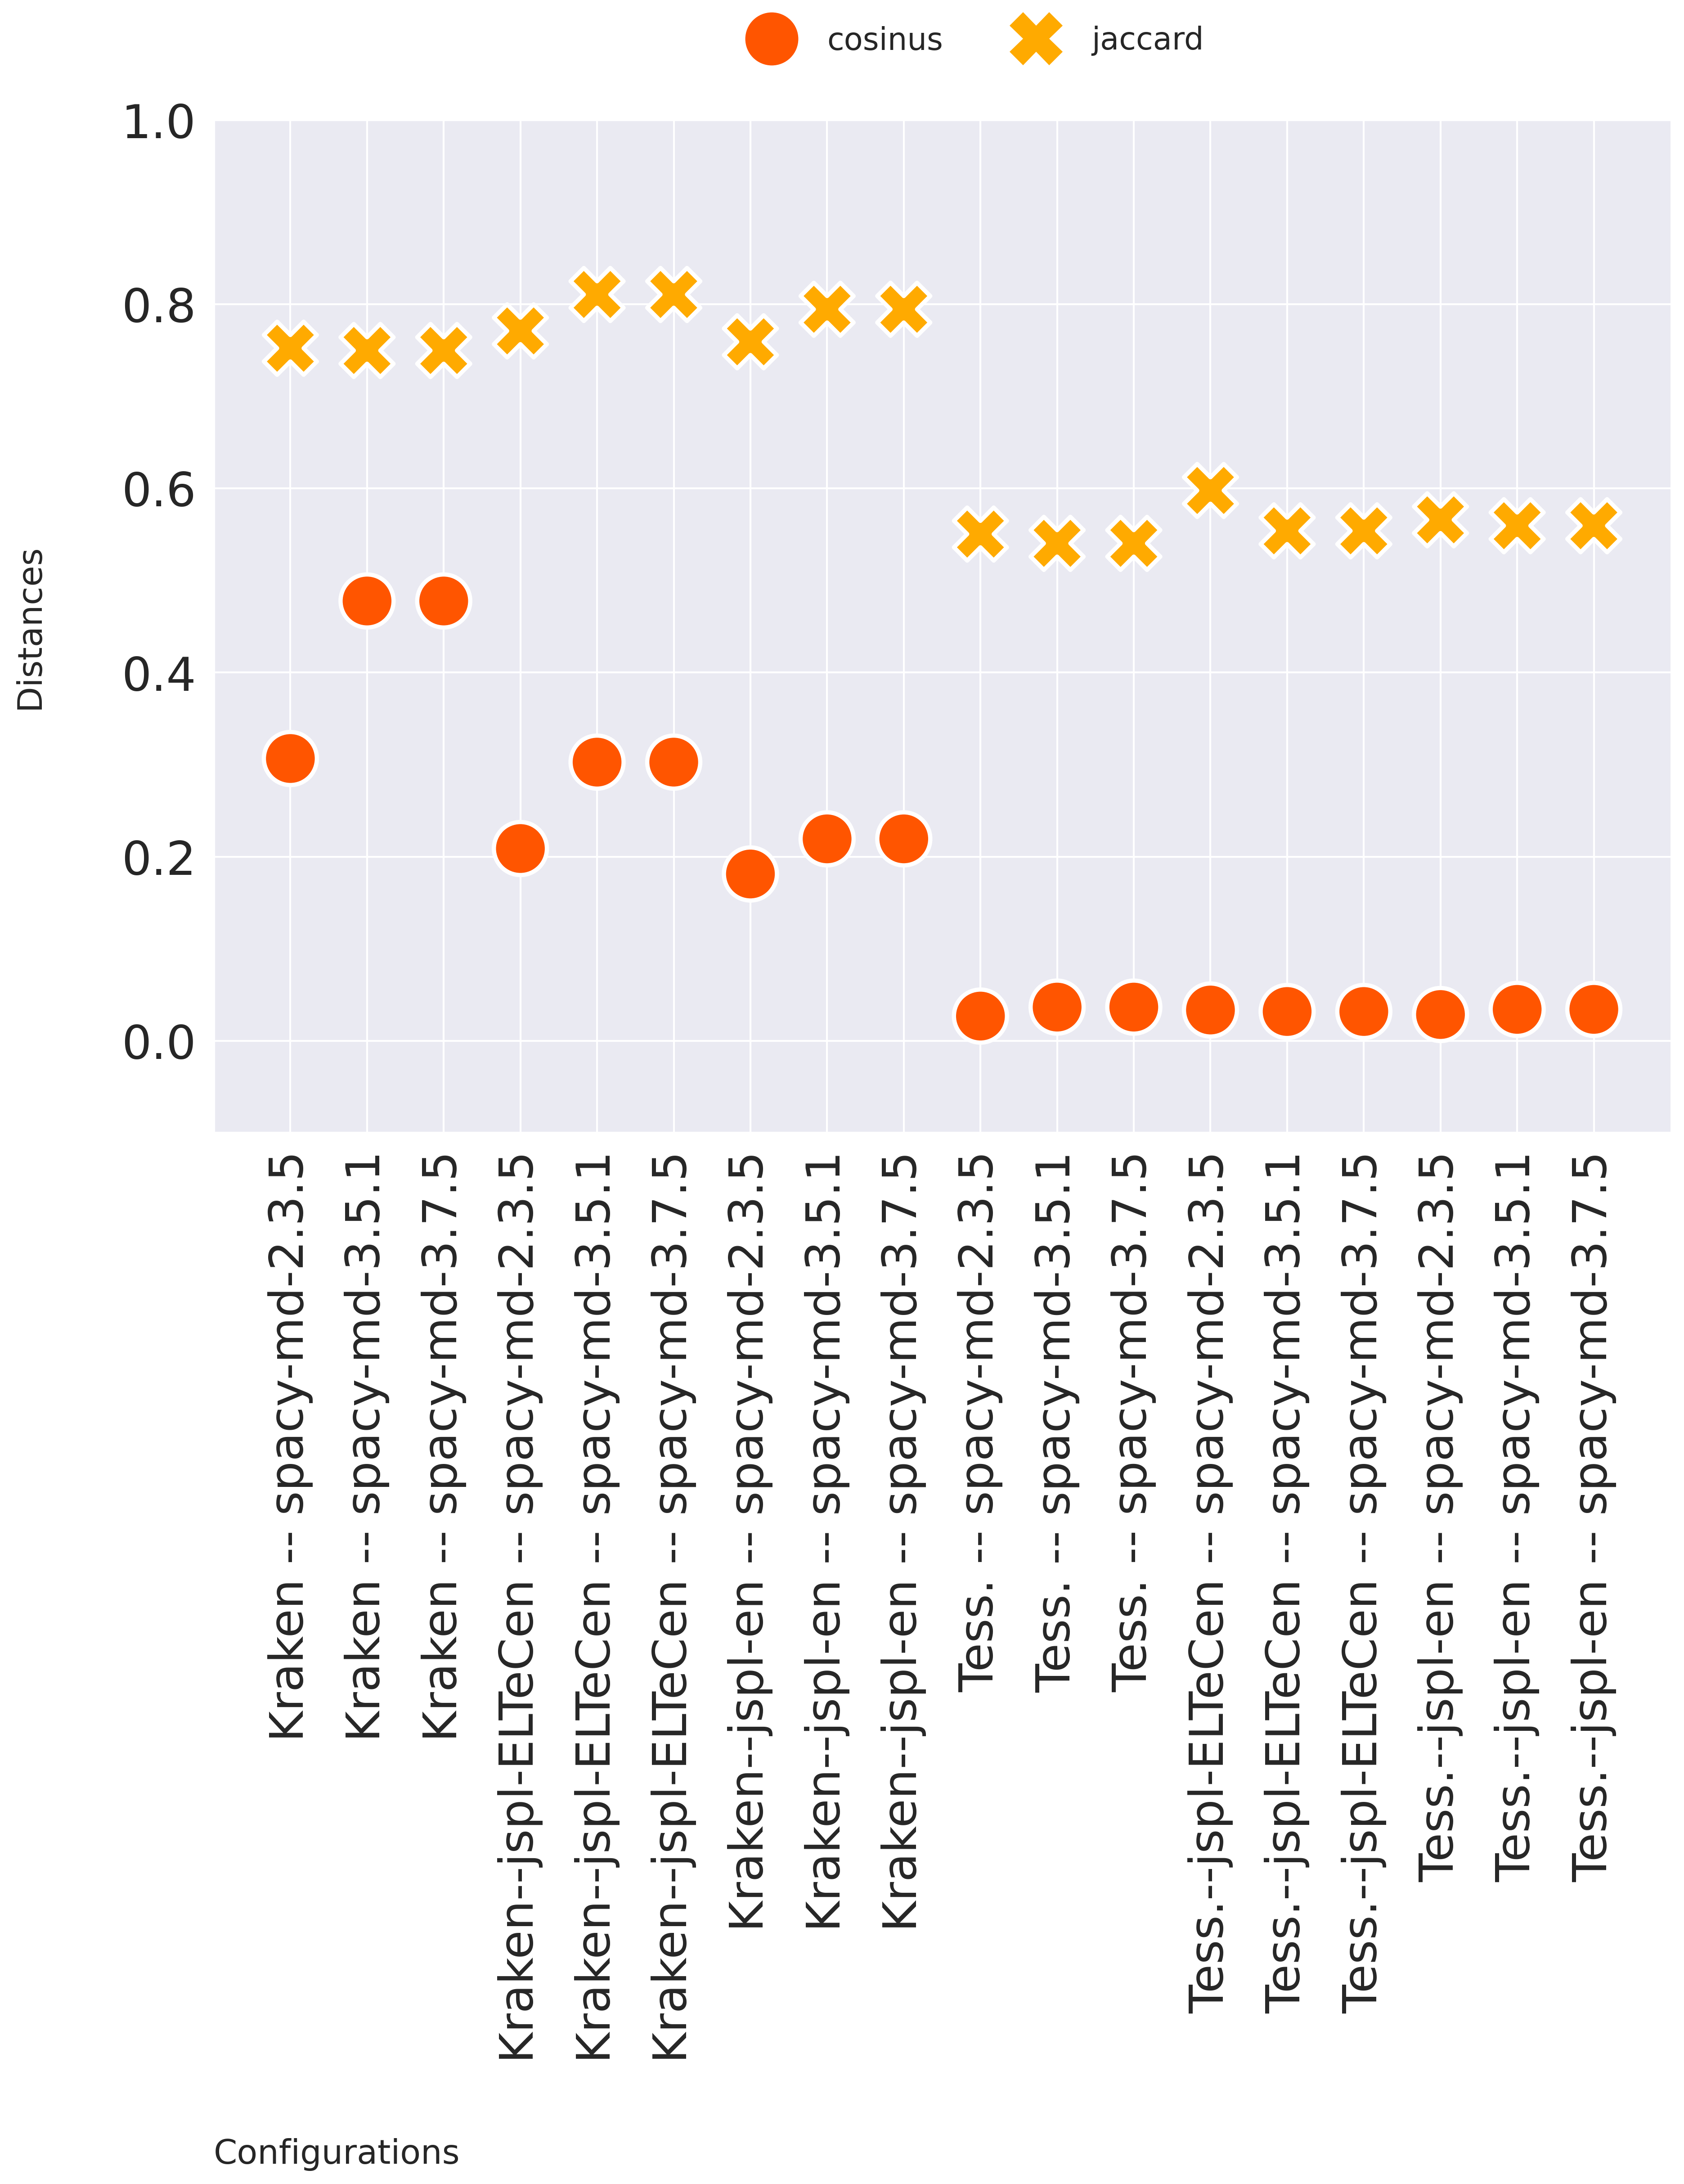 cosinus jaccard
1.0
0.8
0.6
0.4
0.2
0.0
Distances
Kraken -- spacy-md-2.3.5
Kraken -- spacy-md-3.5.1
Kraken -- spacy-md-3.7.5
Kraken--jspl-ELTeCen -- spacy-md-2.3.5
Kraken--jspl-ELTeCen -- spacy-md-3.5.1
Kraken--jspl-ELTeCen -- spacy-md-3.7.5
Kraken--jspl-en -- spacy-md-2.3.5
Kraken--jspl-en -- spacy-md-3.5.1
Kraken--jspl-en -- spacy-md-3.7.5
Tess. -- spacy-md-2.3.5
Tess. -- spacy-md-3.5.1
Tess. -- spacy-md-3.7.5
Tess.--jspl-ELTeCen -- spacy-md-2.3.5
Tess.--jspl-ELTeCen -- spacy-md-3.5.1
Tess.--jspl-ELTeCen -- spacy-md-3.7.5
Tess.--jspl-en -- spacy-md-2.3.5
Tess.--jspl-en -- spacy-md-3.5.1
Tess.--jspl-en -- spacy-md-3.7.5
Configurations